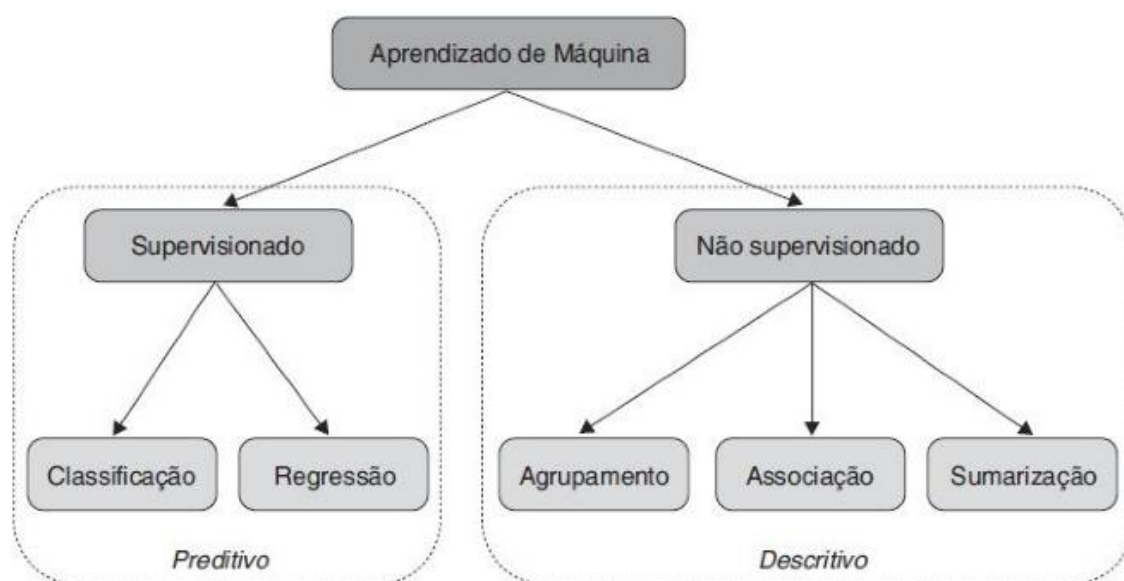 Aprendizado de Máquina
Supervisionado
Não supervisionado
Classificação
Regressão
Agrupamento
Associação
Sumarização
Preditivo
Descritivo